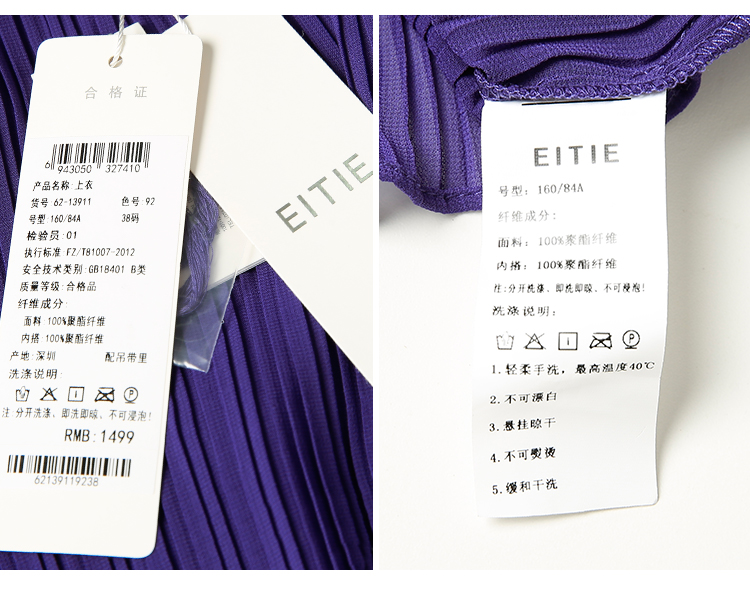 合格证
6 943050 327410
产品名称:上衣
货号 62-13911 色号:92
号型 160/84A 38码
检验员:01
执行标准 FZ/T81007-2012
安全技术类别:GB18401 B类
质量等级:合格品
纤维成分:
面料:100%聚酯纤维
内搭:100%聚酯纤维
产地:深圳 配吊带里
洗涤说明:
注:分开洗涤、即洗即晾、不可浸泡!
RMB:1499
62139119238
EITIE
EITIE
号型:160/84A
纤维成分:
面料:100%聚酯纤维
内搭:100%聚酯纤维
注:分开洗涤、即洗即晾、不可浸泡!
洗涤说明:
P
1.轻柔手洗,最高温度40℃
2.不可漂白
3.悬挂晾干
4.不可熨烫
5.缓和干洗